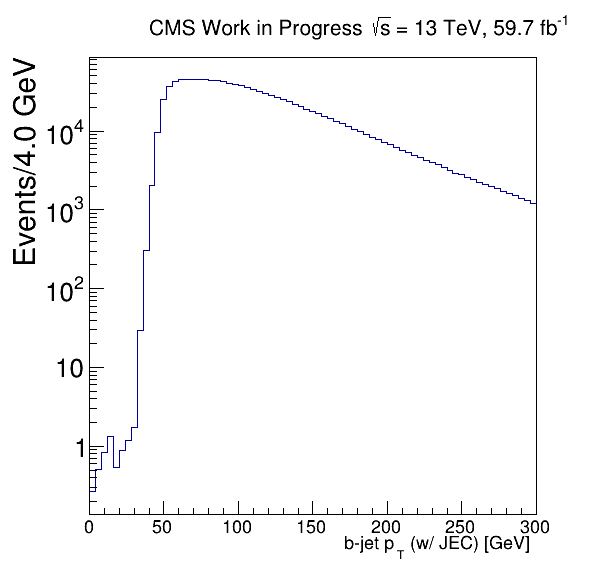 CMS Work in Progress √s = 13 TeV, 59.7 fb⁻¹
Events/4.0 GeV
10⁴
10³
10²
10
1
0 50 100 150 200 250 300
b-jet p_T (w/ JEC) [GeV]